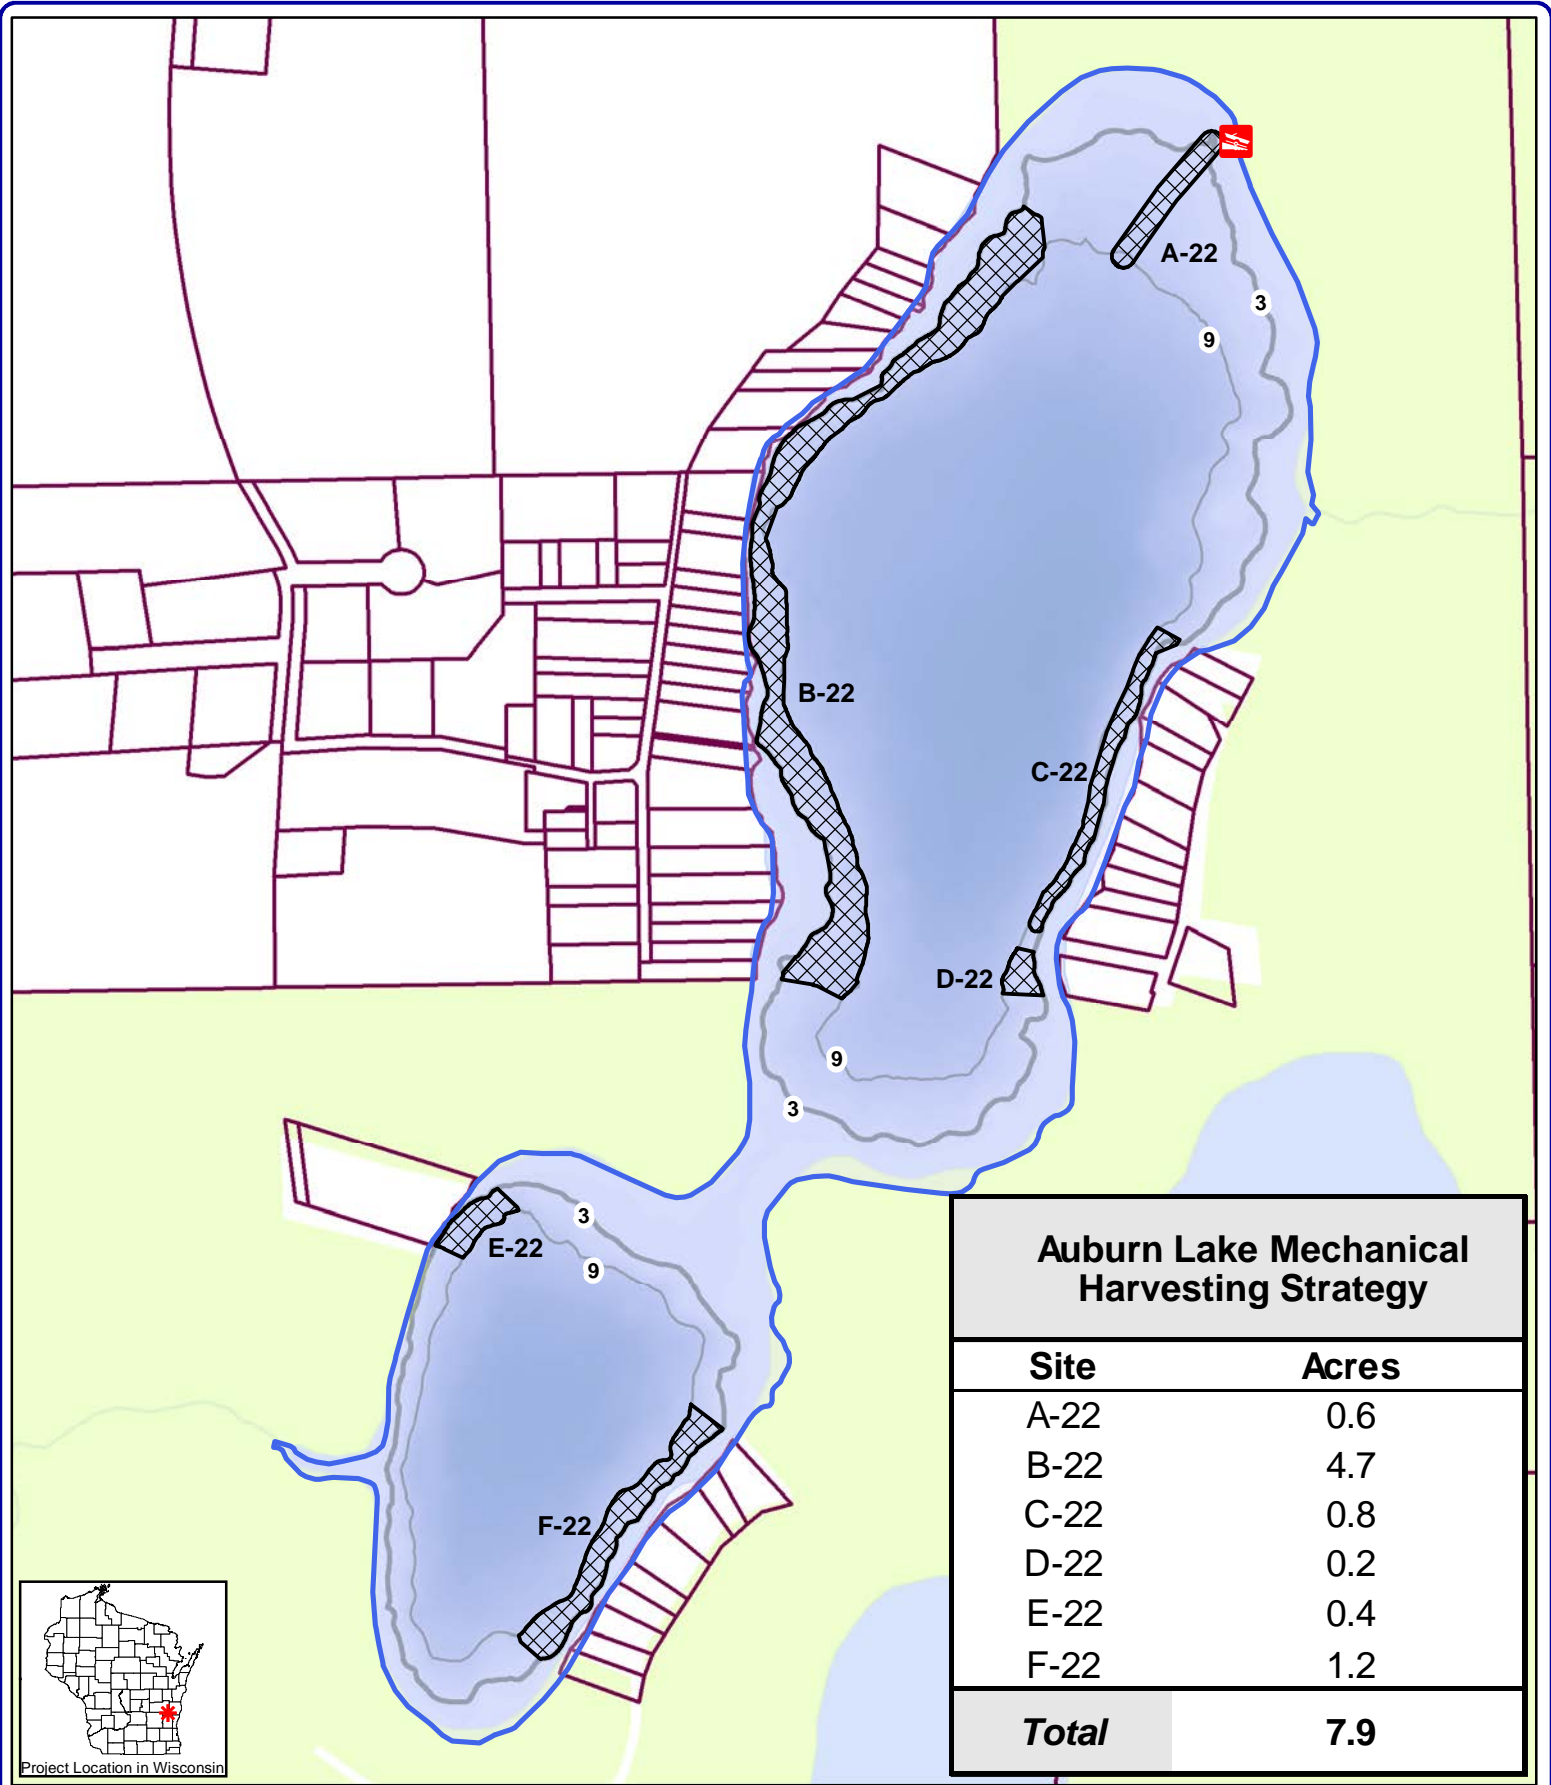 A-22
3
9
B-22
C-22
D-22
9
3
3
E-22
9
F-22
Auburn Lake Mechanical
Harvesting Strategy
Site Acres
A-22 0.6
B-22 4.7
C-22 0.8
D-22 0.2
E-22 0.4
F-22 1.2
Total 7.9
Project Location in Wisconsin